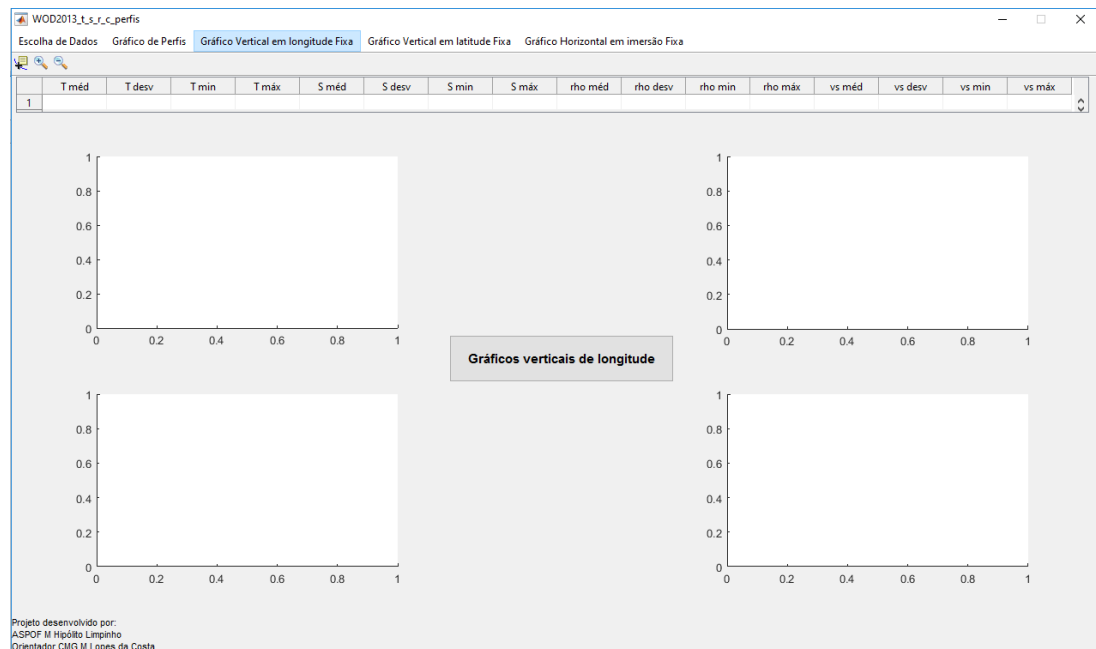 WOD2013_t_s_r_c_perfis
Escolha de Dados Gráfico de Perfis Gráfico Vertical em longitude Fixa Gráfico Vertical em latitude Fixa Gráfico Horizontal em imersão Fixa
T méd T desv T min T máx S méd S desv S min S máx rho méd rho desv rho min rho máx vs méd vs desv vs min vs máx
1
1
0.8
0.6
0.4
0.2
0
0 0.2 0.4 0.6 0.8 1
1
0.8
0.6
0.4
0.2
0
0 0.2 0.4 0.6 0.8 1
Gráficos verticais de longitude
1
0.8
0.6
0.4
0.2
0
0 0.2 0.4 0.6 0.8 1
1
0.8
0.6
0.4
0.2
0
0 0.2 0.4 0.6 0.8 1
Projeto desenvolvido por:
ASPOF M Hipólito Limpinho
Orientador CMG M Lopes da Costa